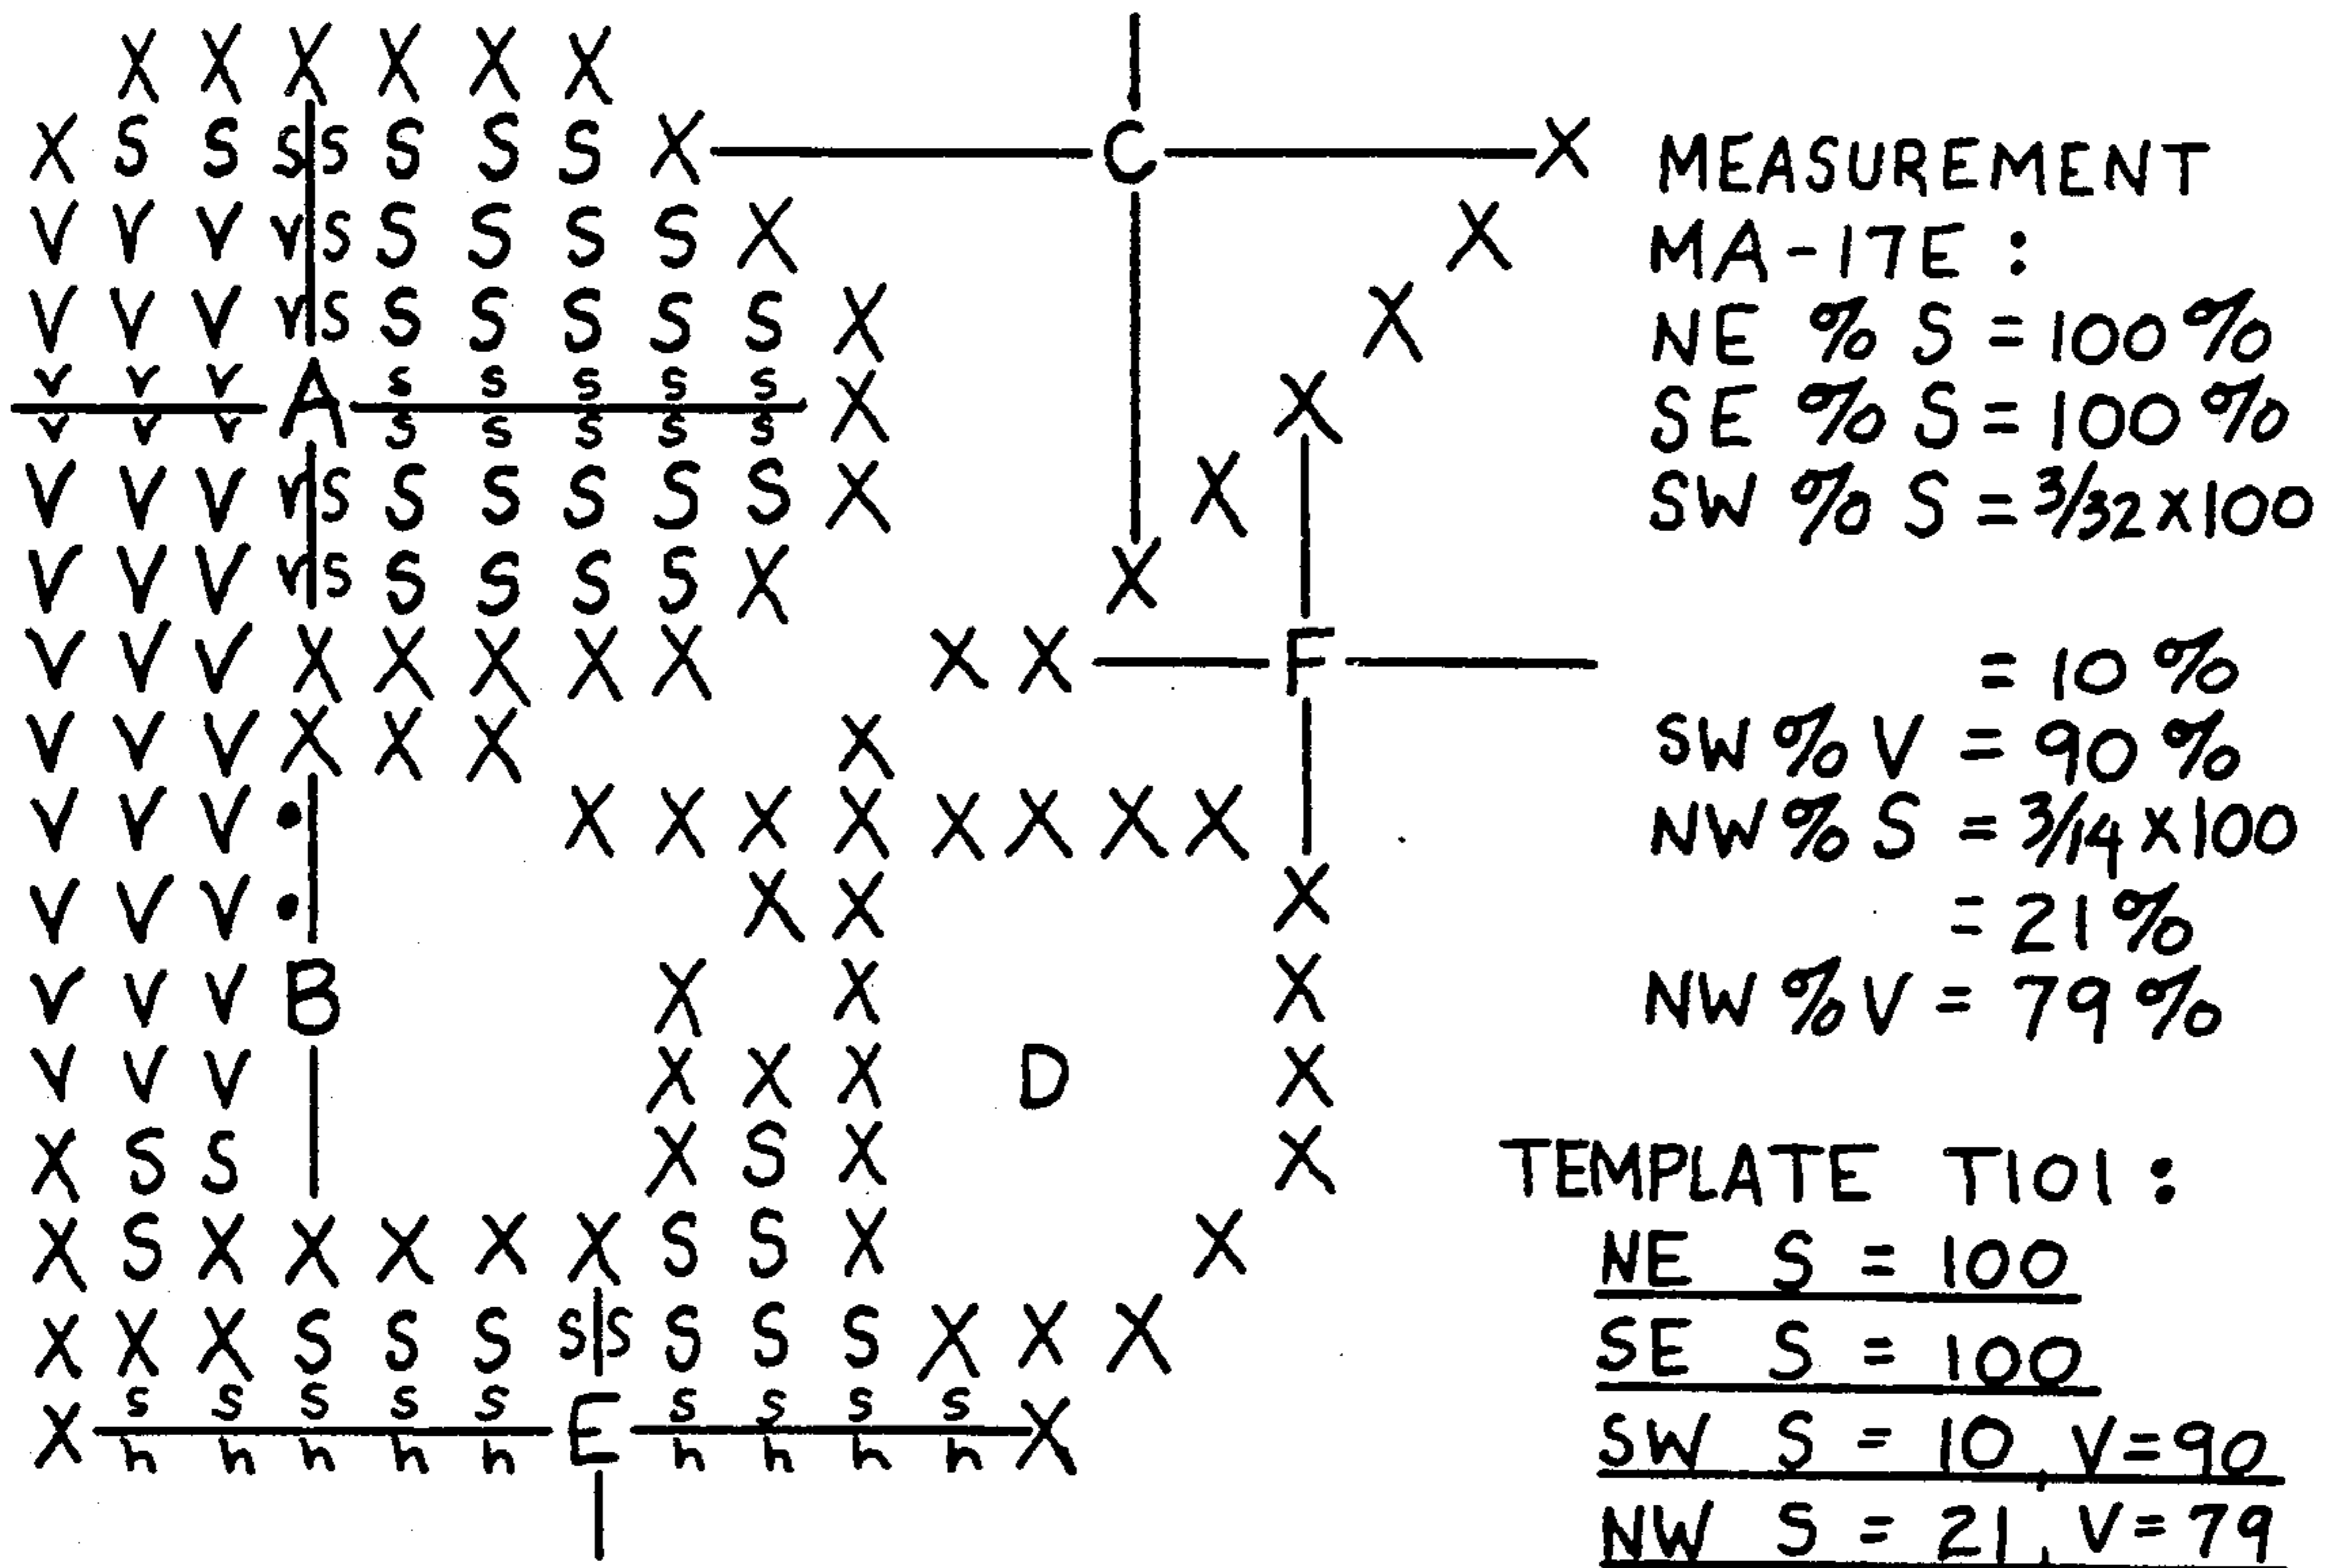 X X X X X X
X S S S S S S S X C X
V V V V S S S S S X X
V V V V S S S S S S X X
V V V S S S S S
A X X
V V V S S S S S
V V V V S S S S S S X X
V V V V S S S S S X X
V V V X X X X X X X F
V V V X X X X
V V V • X X X X X X X X
V V V • X X X
V V V B X X X
V V V X X X D X
X S S X S X X
X S X X X X X S S X X
X X X S S S S S S S S X X X
S S S S S S S S S
X E X
h h h h h h h h h
MEASUREMENT
MA-17E :
NE % S = 100%
SE % S = 100%
SW % S = 3/32 X 100
= 10 %
SW % V = 90 %
NW % S = 3/14 X 100
= 21 %
NW % V = 79 %
TEMPLATE T101 :
NE S = 100
SE S = 100
SW S = 10, V=90
NW S = 21, V=79